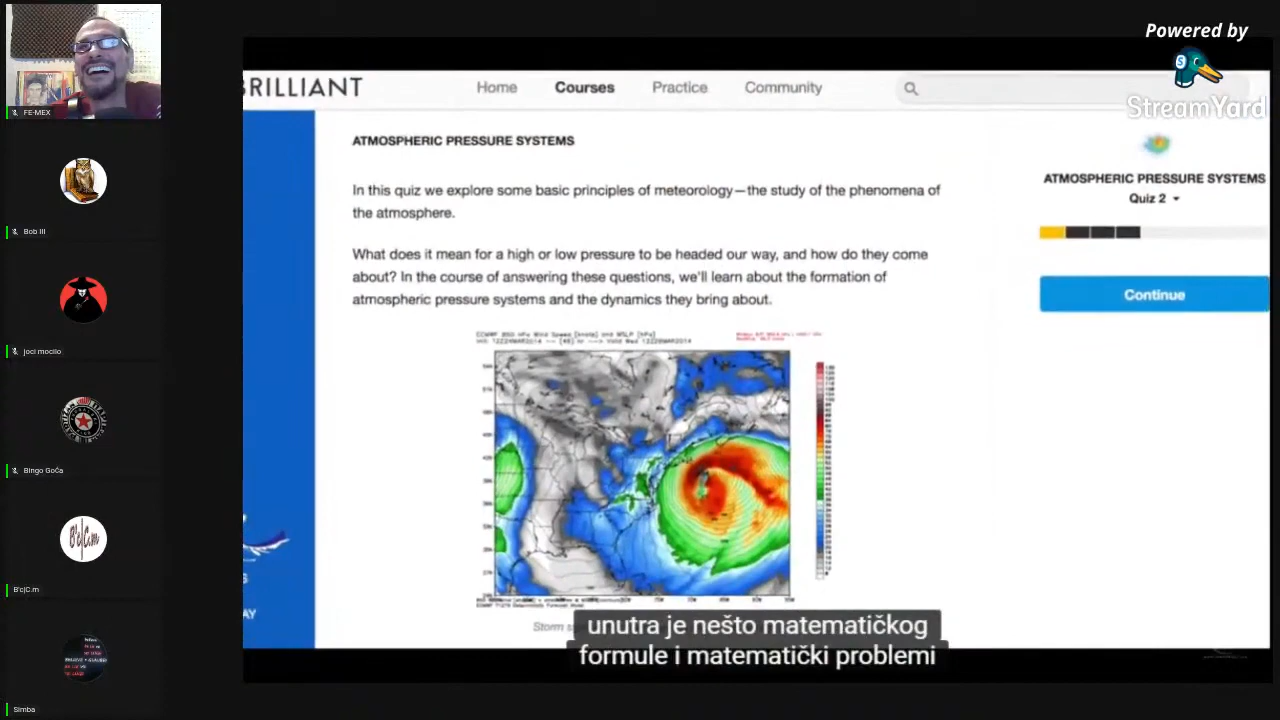 Powered by
StreamYard
FE-MEX
Bob III
joci mocilo
Bingo Goča
B'c|C.m
Simba
BRILLIANT
Home
Courses
Practice
Community
ATMOSPHERIC PRESSURE SYSTEMS
In this quiz we explore some basic principles of meteorology—the study of the phenomena of
the atmosphere.
What does it mean for a high or low pressure to be headed our way, and how do they come
about? In the course of answering these questions, we'll learn about the formation of
atmospheric pressure systems and the dynamics they bring about.
ATMOSPHERIC PRESSURE SYSTEMS
Quiz 2
Continue
Storm
unutra je nešto matematičkog
formule i matematički problemi